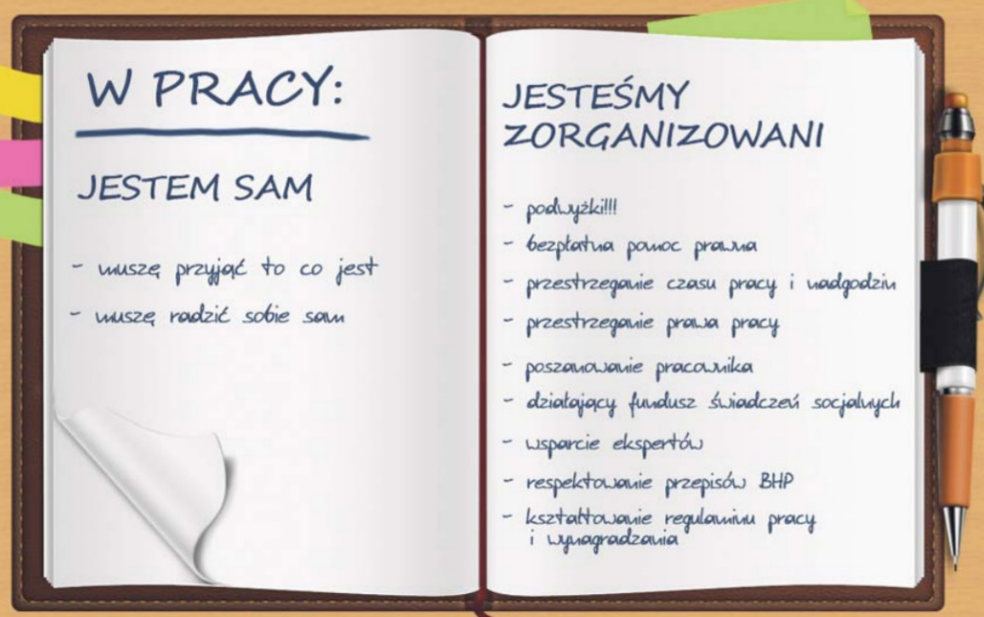 W PRACY:
JESTEM SAM
- muszę przyjąć to co jest
- muszę radzić sobie sam
JESTEŚMY
ZORGANIZOWANI
- podwyżki!!!
- bezpłatna pomoc prawna
- przestrzeganie czasu pracy i nadgodzin
- przestrzeganie prawa pracy
- poszanowanie pracownika
- działający fundusz świadczeń socjalnych
- wsparcie ekspertów
- respektowanie przepisów BHP
- kształtowanie regulaminu pracy
i wynagradzania